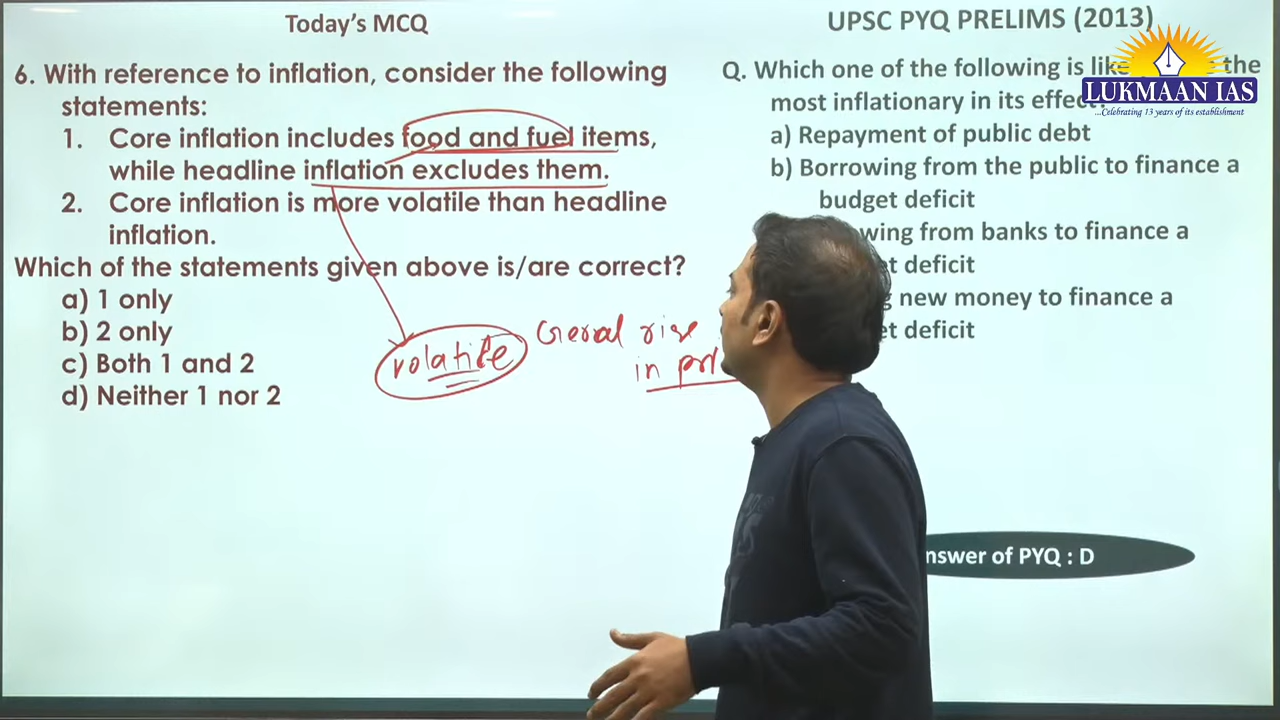 Today's MCQ
6. With reference to inflation, consider the following
statements:
1. Core inflation includes food and fuel items,
while headline inflation excludes them.
2. Core inflation is more volatile than headline
inflation.
Which of the statements given above is/are correct?
a) 1 only
b) 2 only
c) Both 1 and 2
d) Neither 1 nor 2
volatile
Geral rise
in pri
UPSC PYQ PRELIMS (2013)
Q. Which one of the following is the
most inflationary in its effect?
a) Repayment of public debt
b) Borrowing from the public to finance a
budget deficit
wing from banks to finance a
et deficit
new money to finance a
et deficit
nswer of PYQ : D
LUKMAAN IAS
...Celebrating 13 years of its establishment